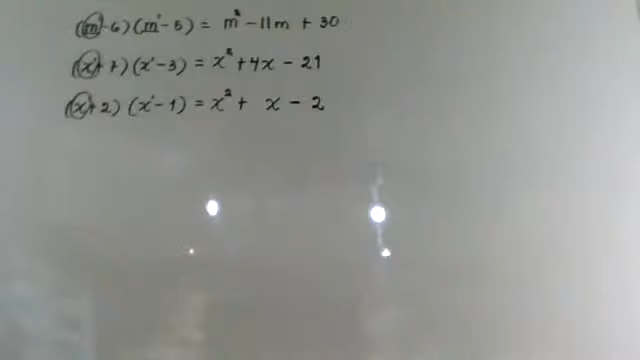 (m-6)(m-5) = m² - 11m + 30
(x+7)(x-3) = x² + 4x - 21
(x+2)(x-1) = x² + x - 2